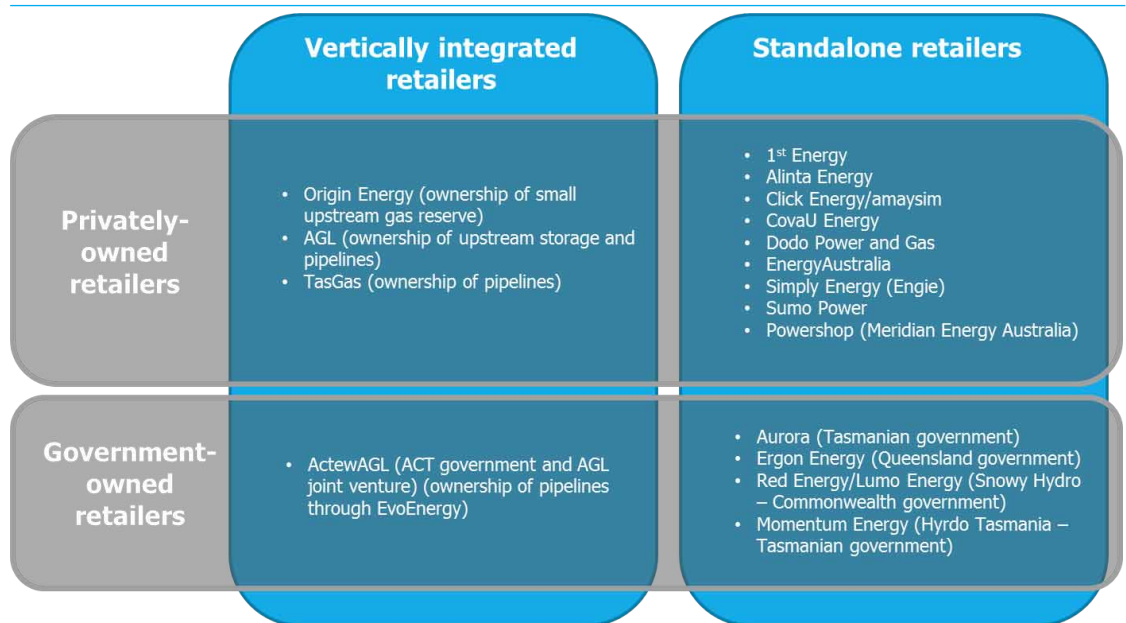 Vertically integrated
retailers
Standalone retailers
Privately-
owned
retailers
• Origin Energy (ownership of small
upstream gas reserve)
• AGL (ownership of upstream storage and
pipelines)
• TasGas (ownership of pipelines)
• 1st Energy
• Alinta Energy
• Click Energy/amaysim
• CovaU Energy
• Dodo Power and Gas
• EnergyAustralia
• Simply Energy (Engie)
• Sumo Power
• Powershop (Meridian Energy Australia)
Government-
owned
retailers
• ActewAGL (ACT government and AGL
joint venture) (ownership of pipelines
through EvoEnergy)
• Aurora (Tasmanian government)
• Ergon Energy (Queensland government)
• Red Energy/Lumo Energy (Snowy Hydro
– Commonwealth government)
• Momentum Energy (Hyrdo Tasmania –
Tasmanian government)